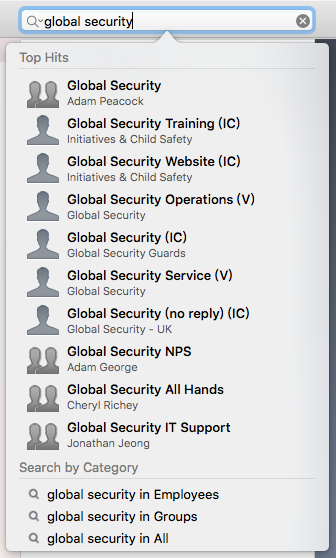 global security
Top Hits
Global Security
Adam Peacock
Global Security Training (IC)
Initiatives & Child Safety
Global Security Website (IC)
Initiatives & Child Safety
Global Security Operations (V)
Global Security
Global Security (IC)
Global Security Guards
Global Security Service (V)
Global Security
Global Security (no reply) (IC)
Global Security - UK
Global Security NPS
Adam George
Global Security All Hands
Cheryl Richey
Global Security IT Support
Jonathan Jeong
Search by Category
global security in Employees
global security in Groups
global security in All